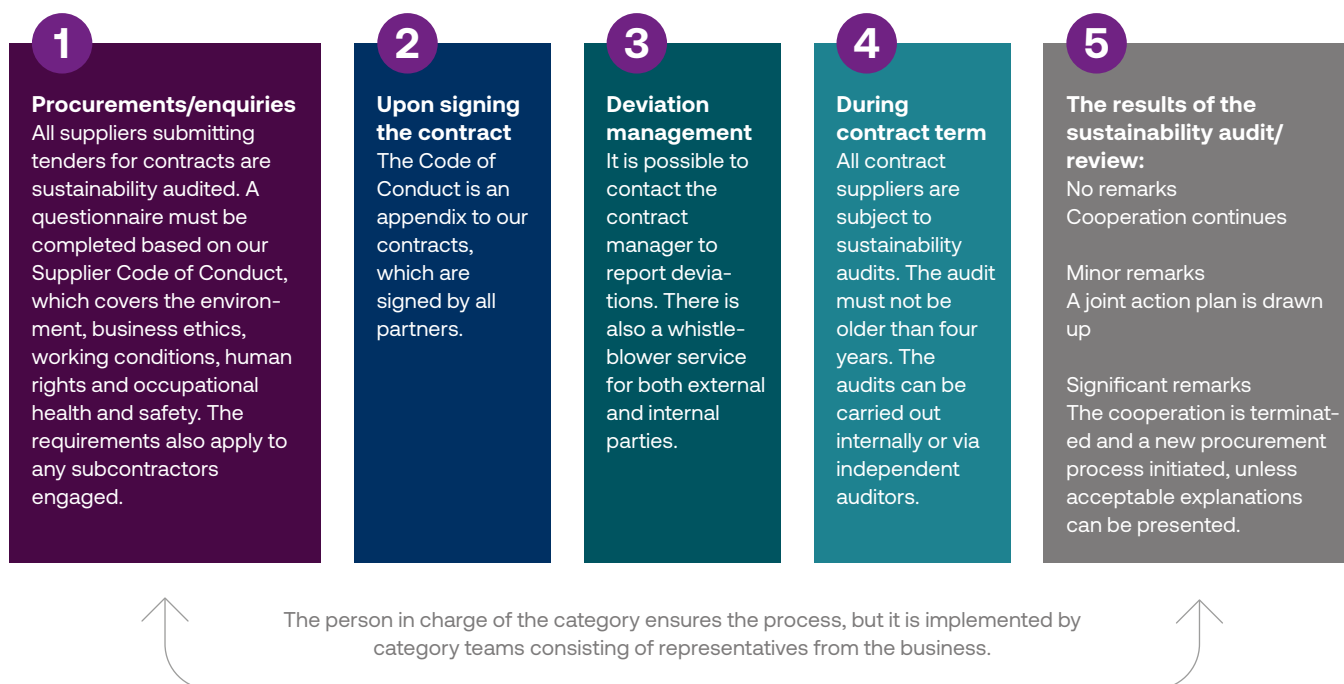 1
Procurements/enquiries
All suppliers submitting
tenders for contracts are
sustainability audited. A
questionnaire must be
completed based on our
Supplier Code of Conduct,
which covers the environ-
ment, business ethics,
working conditions, human
rights and occupational
health and safety. The
requirements also apply to
any subcontractors
engaged.
2
Upon signing
the contract
The Code of
Conduct is an
appendix to our
contracts,
which are
signed by all
partners.
3
Deviation
management
It is possible to
contact the
contract
manager to
report devia-
tions. There is
also a whistle-
blower service
for both external
and internal
parties.
4
During
contract term
All contract
suppliers are
subject to
sustainability
audits. The audit
must not be
older than four
years. The
audits can be
carried out
internally or via
independent
auditors.
5
The results of the
sustainability audit/
review:
No remarks
Cooperation continues
Minor remarks
A joint action plan is drawn
up
Significant remarks
The cooperation is terminat-
ed and a new procurement
process initiated, unless
acceptable explanations
can be presented.
The person in charge of the category ensures the process, but it is implemented by
category teams consisting of representatives from the business.